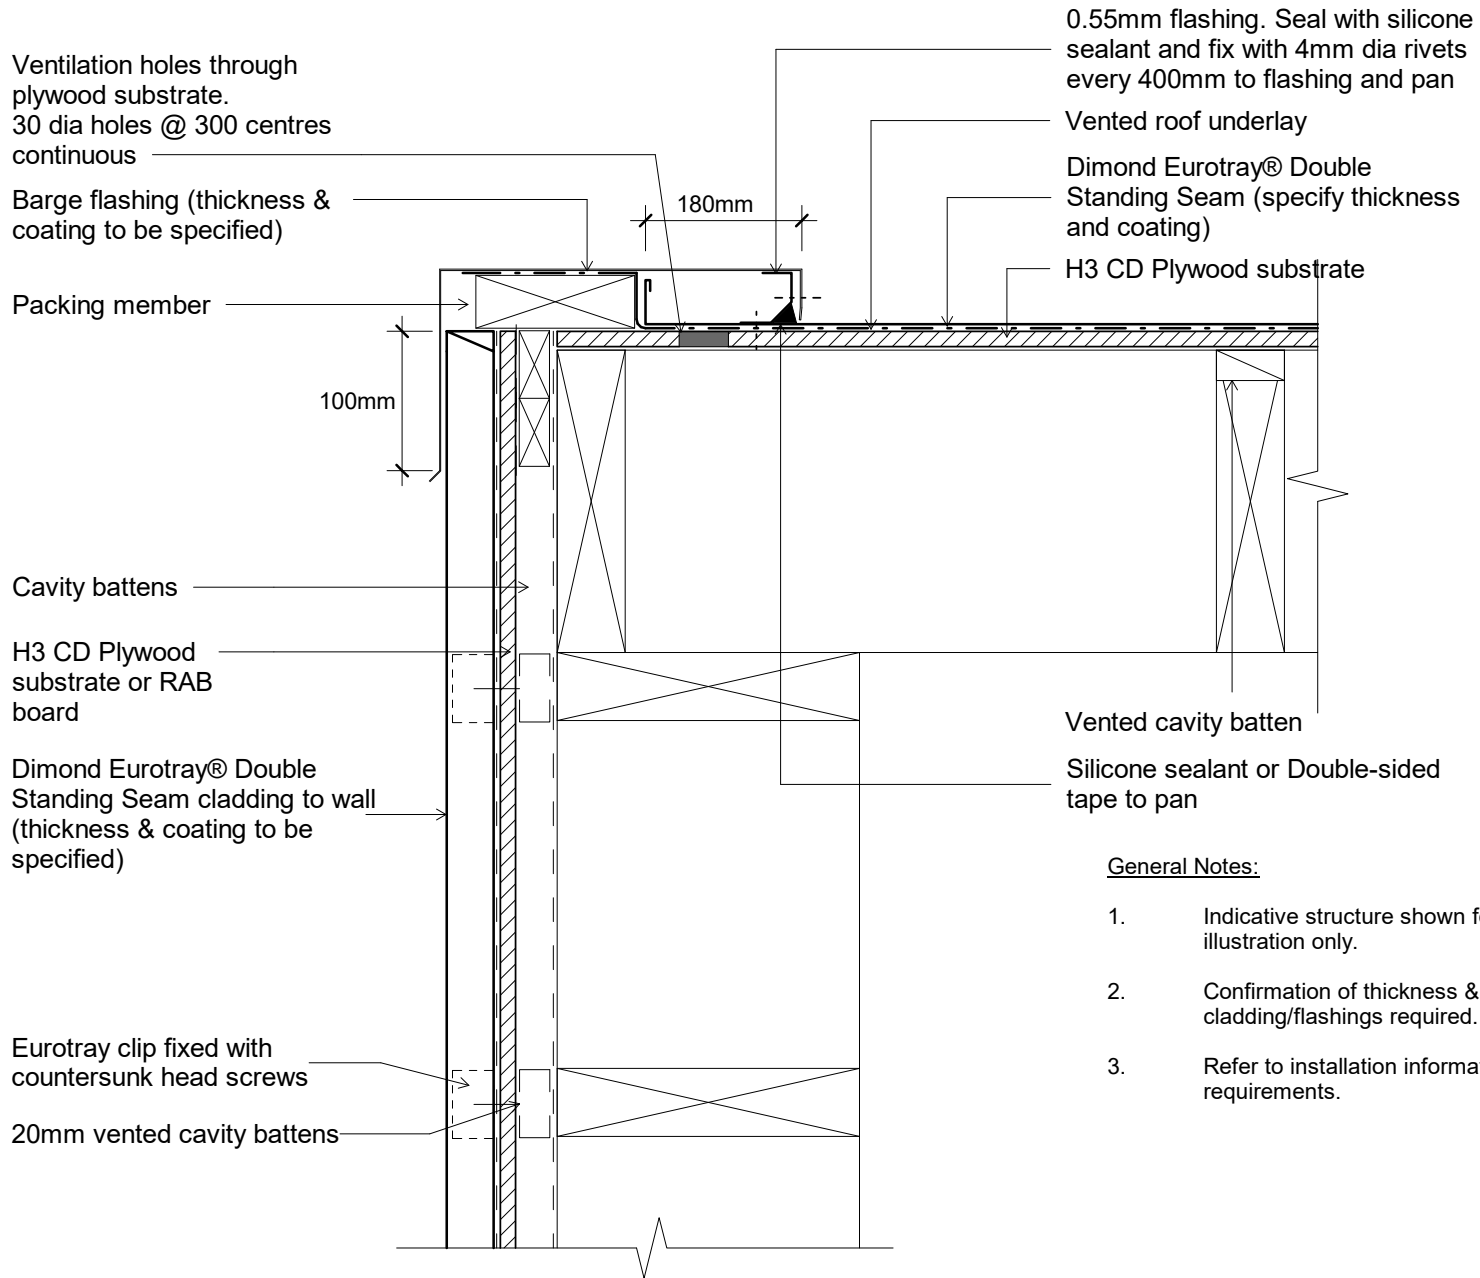 Ventilation holes through
plywood substrate.
30 dia holes @ 300 centres
continuous
Barge flashing (thickness &
coating to be specified)
Packing member
100mm
Cavity battens
H3 CD Plywood
substrate or RAB
board
Dimond Eurotray® Double
Standing Seam cladding to wall
(thickness & coating to be
specified)
Eurotray clip fixed with
countersunk head screws
20mm vented cavity battens
180mm
0.55mm flashing. Seal with silicone
sealant and fix with 4mm dia rivets
every 400mm to flashing and pan
Vented roof underlay
Dimond Eurotray® Double
Standing Seam (specify thickness
and coating)
H3 CD Plywood substrate
Vented cavity batten
Silicone sealant or Double-sided
tape to pan
General Notes:
1. Indicative structure shown
illustration only.
2. Confirmation of thickness &
cladding/flashings required.
3. Refer to installation
requirements.